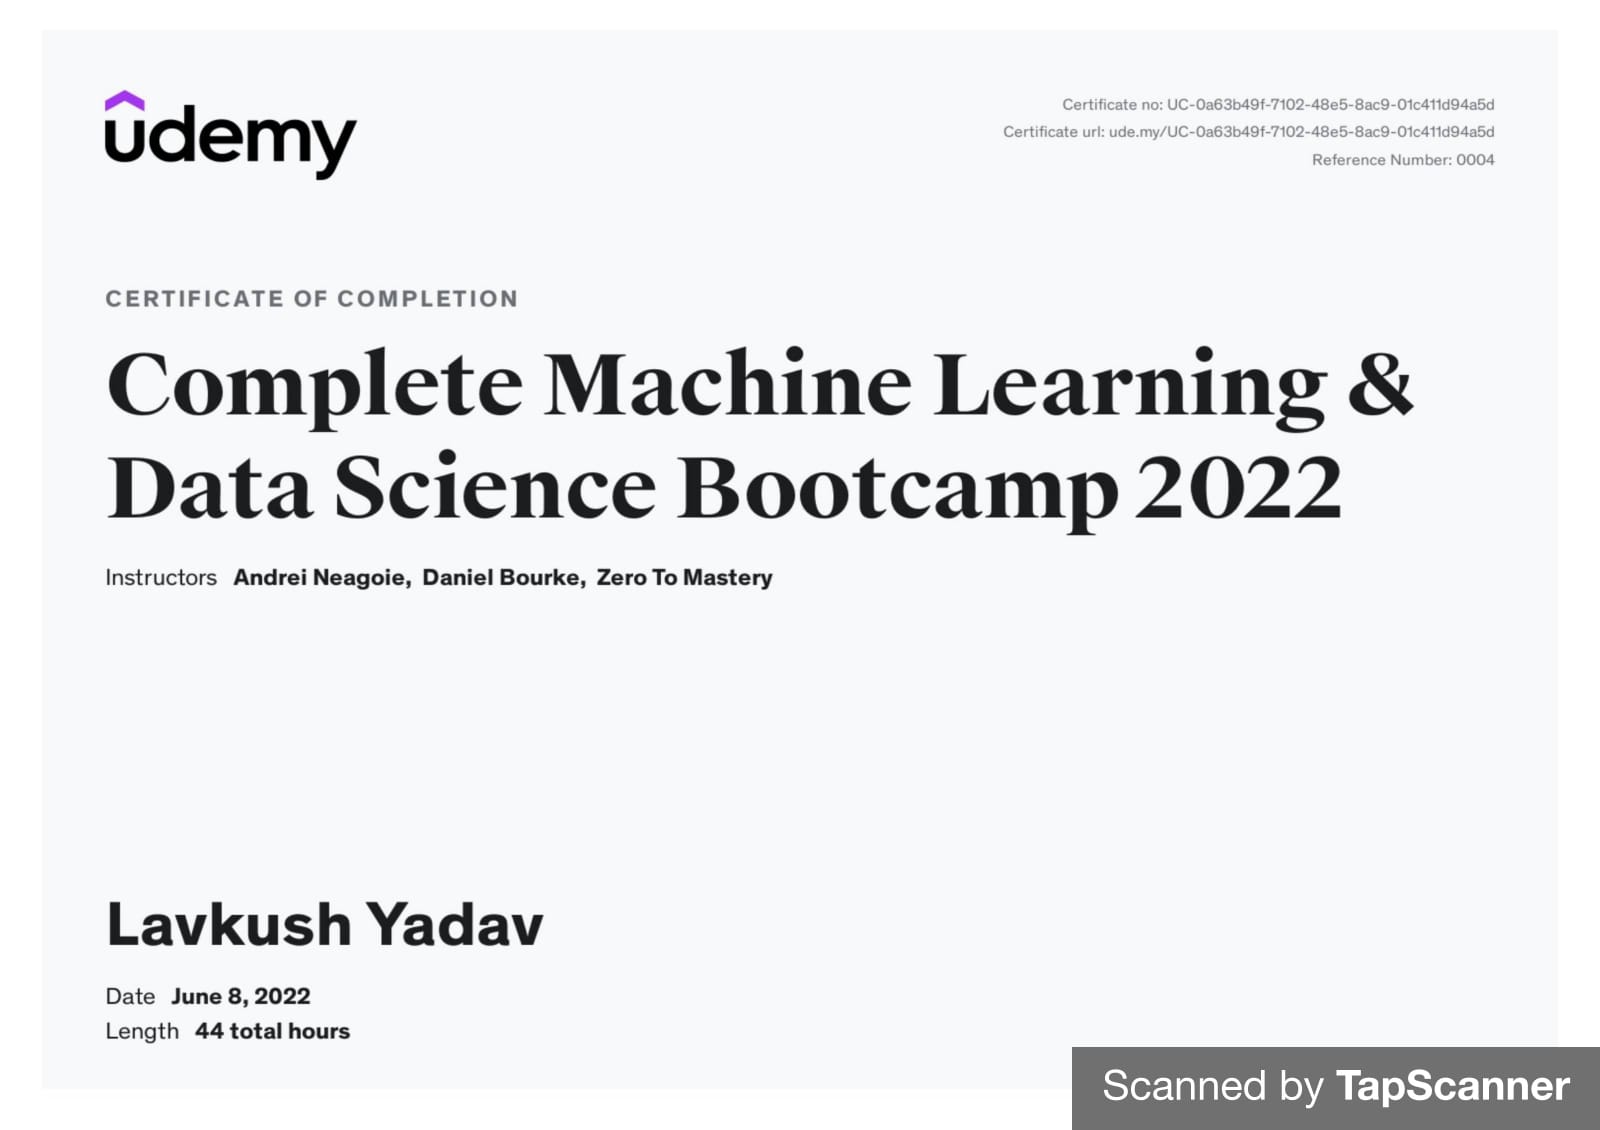 udemy
Certificate no: UC-0a63b49f-7102-48e5-8ac9-01c411d94a5d
Certificate url: ude.my/UC-0a63b49f-7102-48e5-8ac9-01c411d94a5d
Reference Number: 0004
CERTIFICATE OF COMPLETION
Complete Machine Learning &
Data Science Bootcamp 2022
Instructors Andrei Neagoie, Daniel Bourke, Zero To Mastery
Lavkush Yadav
Date June 8, 2022
Length 44 total hours
Scanned by TapScanner